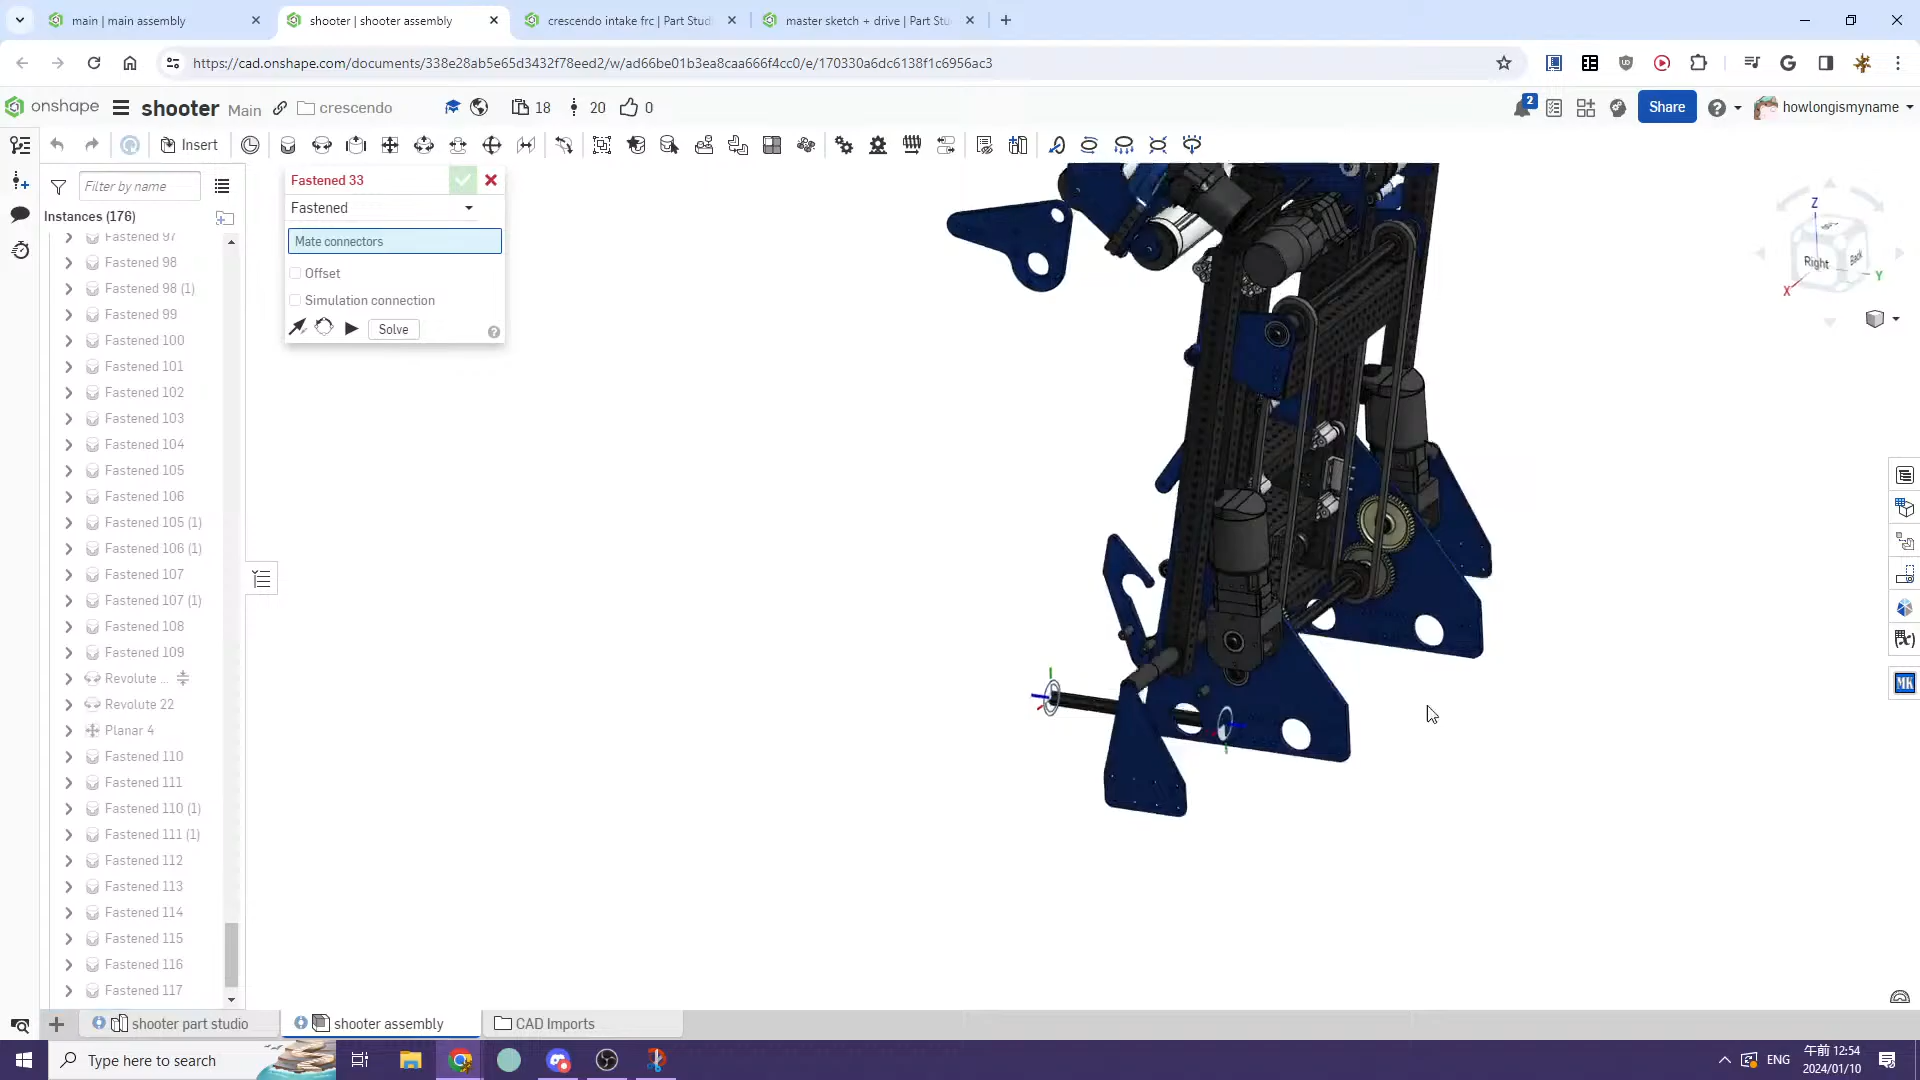 main | main assembly
shooter | shooter assembly
crescendo intake frc | Part Studi
master sketch + drive | Part Stu
https://cad.onshape.com/documents/338e28ab5e65d3432f78eed2/w/ad66be01b3ea8caa666f4cc0/e/170330a6dc6138f1c6956ac3
onshape
shooter
Main
crescendo
18
20
0
2
Share
howlongismyname
Insert
Filter by name
Fastened 33
Fastened
Mate connectors
Offset
Simulation connection
Solve
Instances (176)
Fastened 97
Fastened 98
Fastened 98 (1)
Fastened 99
Fastened 100
Fastened 101
Fastened 102
Fastened 103
Fastened 104
Fastened 105
Fastened 106
Fastened 105 (1)
Fastened 106 (1)
Fastened 107
Fastened 107 (1)
Fastened 108
Fastened 109
Revolute ...
Revolute 22
Planar 4
Fastened 110
Fastened 111
Fastened 110 (1)
Fastened 111 (1)
Fastened 112
Fastened 113
Fastened 114
Fastened 115
Fastened 116
Fastened 117
Z
Right
Back
X
Y
MK
shooter part studio
shooter assembly
CAD Imports
Type here to search
ENG
午前 12:54
2024/01/10